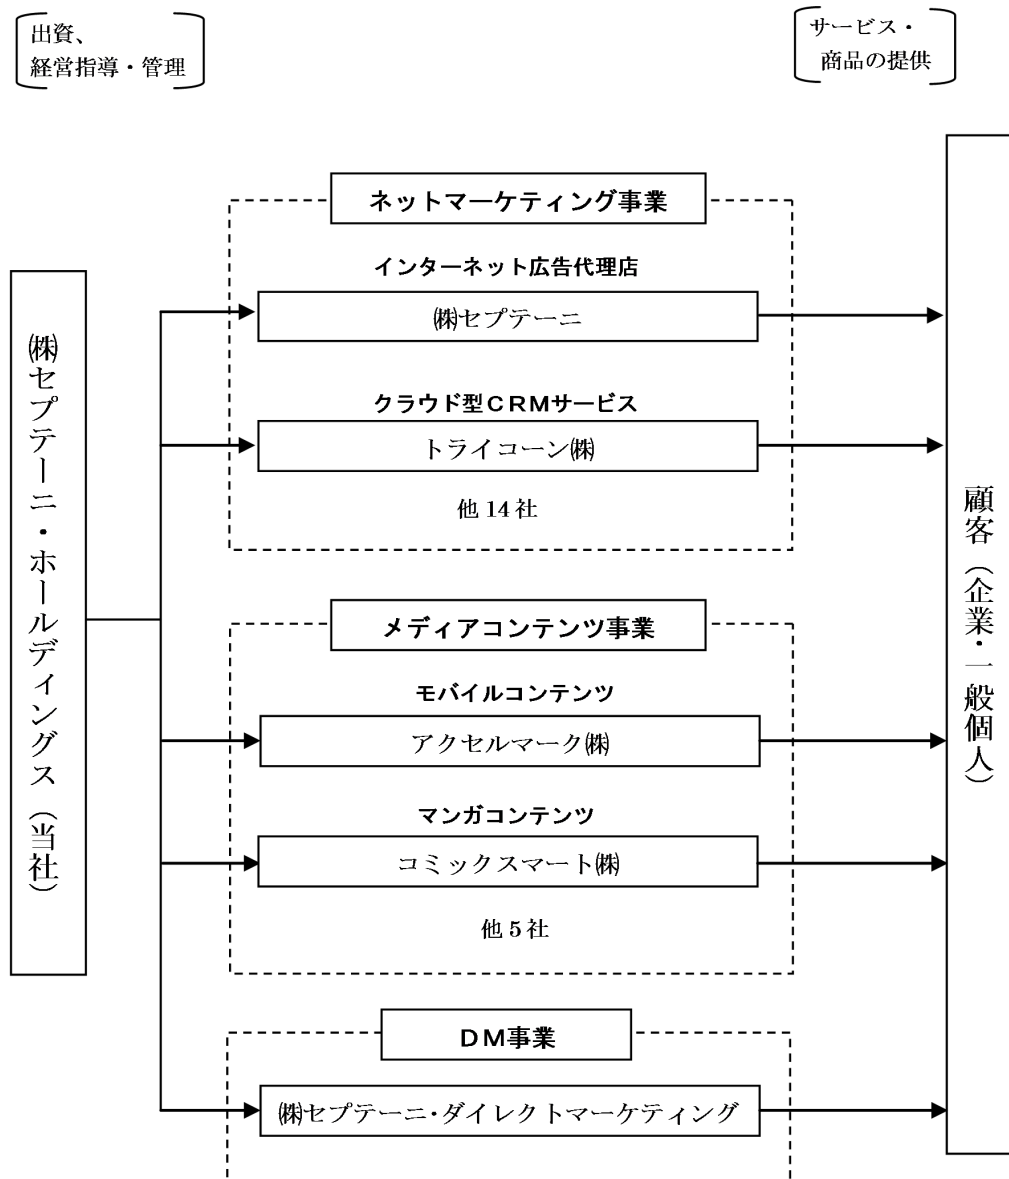 出資、
経営指導・管理
サービス・
商品の提供
ネットマーケティング事業
インターネット広告代理店
㈱セプテーニ
クラウド型ＣＲＭサービス
トライコーン㈱
他 14 社
㈱セプテーニ・ホールディングス（当社）
メディアコンテンツ事業
モバイルコンテンツ
アクセルマーク㈱
マンガコンテンツ
コミックスマート㈱
他 5 社
ＤＭ事業
㈱セプテーニ・ダイレクトマーケティング
顧客（企業・一般個人）